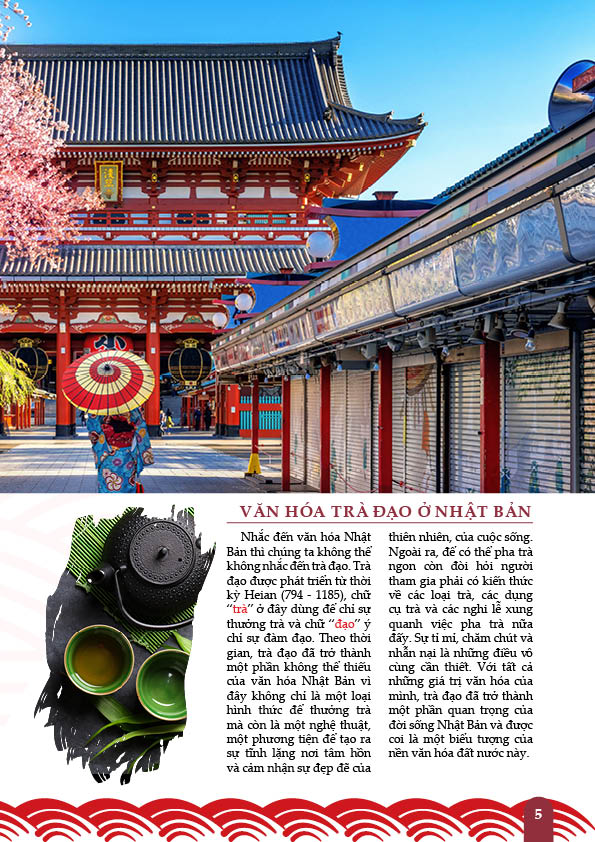 VĂN HÓA TRÀ ĐẠO Ở NHẬT BẢN
Nhắc đến văn hóa Nhật
Bản thì chúng ta không thể
không nhắc đến trà đạo. Trà
đạo được phát triển từ thời
kỳ Heian (794 - 1185), chữ
“trà” ở đây dùng để chỉ sự
thưởng trà và chữ “đạo” ý
chỉ sự đàm đạo. Theo thời
gian, trà đạo đã trở thành
một phần không thể thiếu
của văn hóa Nhật Bản vì
đây không chỉ là một loại
hình thức để thưởng trà
mà còn là một nghệ thuật,
một phương tiện để tạo ra
sự tĩnh lặng nơi tâm hồn
và cảm nhận sự đẹp đẽ của
thiên nhiên, của cuộc sống.
Ngoài ra, để có thể pha trà
ngon còn đòi hỏi người
tham gia phải có kiến thức
về các loại trà, các dụng
cụ trà và các nghi lễ xung
quanh việc pha trà nữa
đấy. Sự tỉ mỉ, chăm chút và
nhẫn nại là những điều vô
cùng cần thiết. Với tất cả
những giá trị văn hóa của
mình, trà đạo đã trở thành
một phần quan trọng của
đời sống Nhật Bản và được
coi là một biểu tượng của
nền văn hóa đất nước này.
5